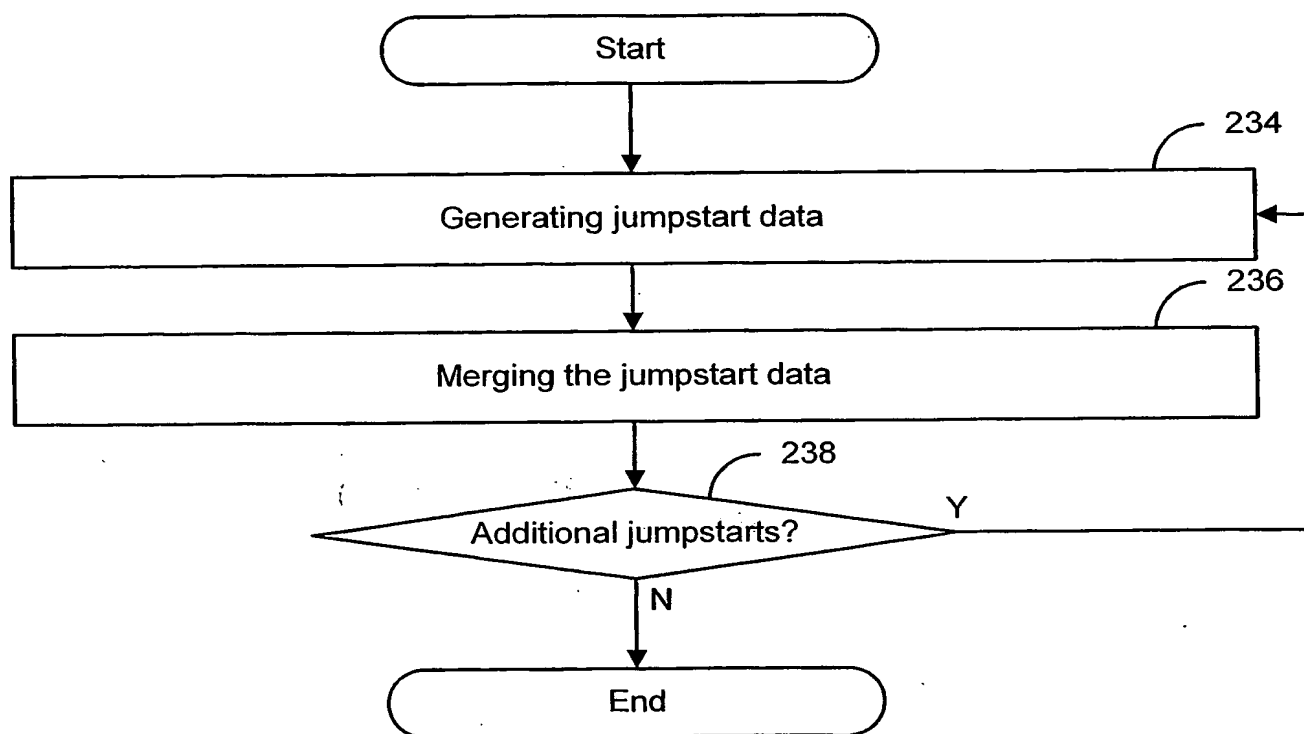 Start
234
Generating jumpstart data
236
Merging the jumpstart data
238
Additional jumpstarts?
Y
N
End